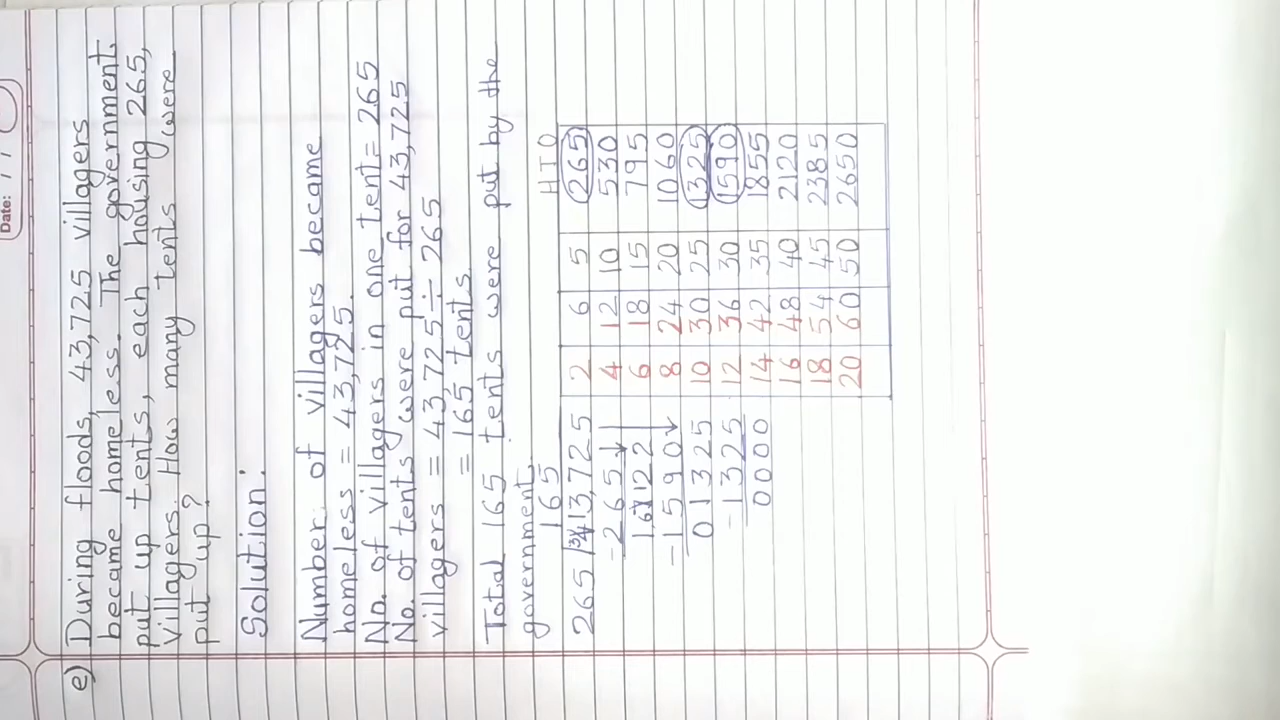 Date: / /
e) During floods, 43,725 villagers
became homeless. The government
put up tents, each housing 265,
villagers. How many tents were
put up?
Solution:
Number of villagers became
homeless = 43,725.
No. of villagers in one tent = 265
No. of tents were put for 43,725
villagers = 43,725 ÷ 265
= 165 tents.
Total 165 tents were put by the
government.
165
265 43,725
-265
1722
-1590
01325
-1325
0000
H T O
2 6 5 265
4 12 10 530
6 18 15 795
8 24 20 1060
10 30 25 1325
12 36 30 1590
14 42 35 1855
16 48 40 2120
18 54 45 2385
20 60 50 2650